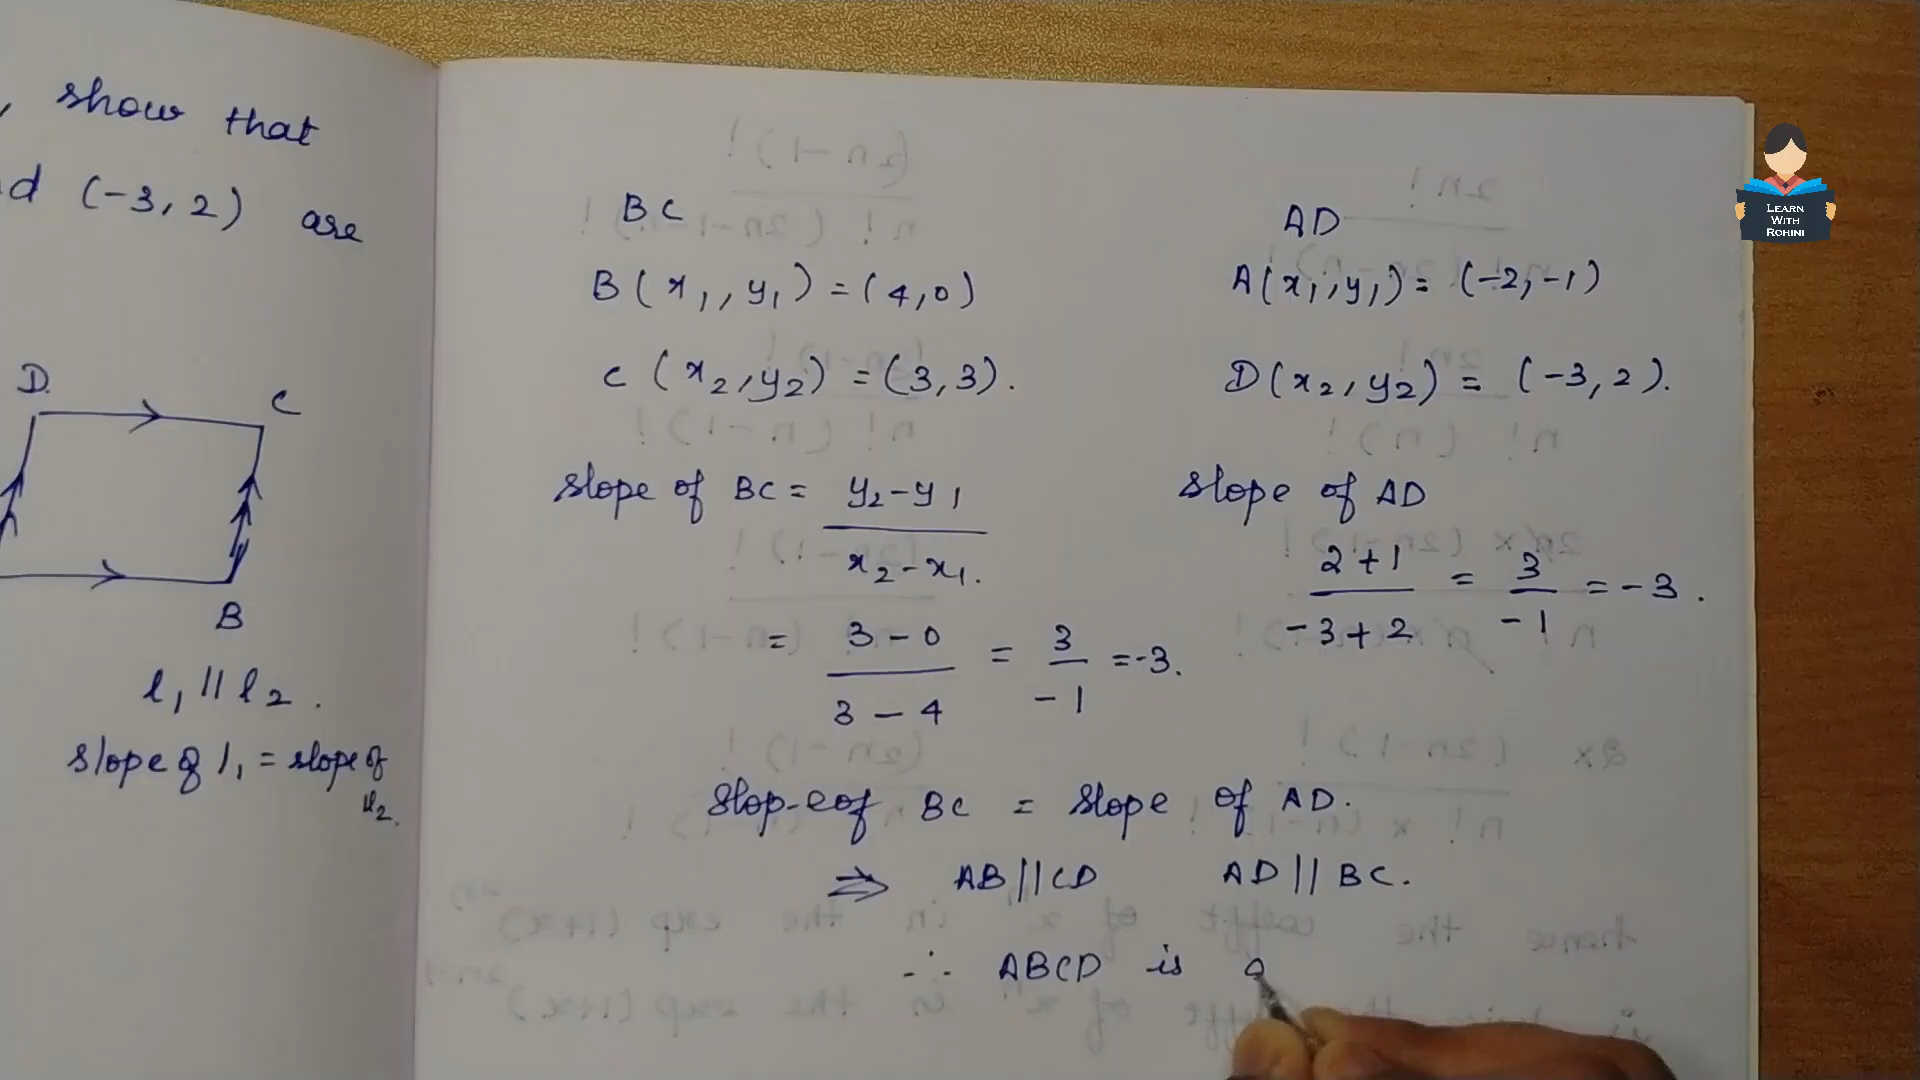 , show that
d (-3, 2) are
D.
C
B
l1 || l2 .
Slope of l1 = slope of
l2.
BC
B ( x1, y1 ) = ( 4, 0 )
C ( x2, y2 ) = (3, 3).
Slope of BC = y2 - y1
x2 - x1.
= 3 - 0 = 3 = -3.
3 - 4 -1
AD
A(x1, y1) = (-2, -1)
D(x2, y2) = (-3, 2).
Slope of AD
2 + 1 = 3 = -3 .
-3 + 2 -1
Slop-eof BC = Slope of AD.
⇒ AB || CD AD || BC.
∴ ABCD is a
LEARN
WITH
ROHINI